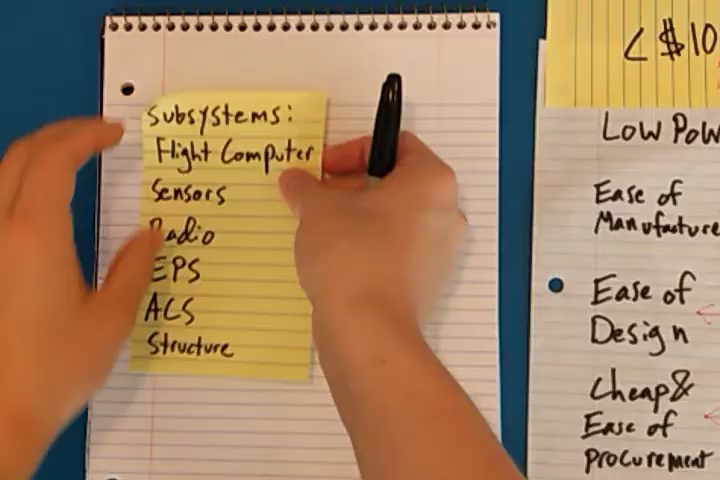 Subsystems:
Flight Computer
Sensors
Radio
EPS
ACS
Structure
< $10
Low Pow
Ease of
Manufacture
Ease of
Design
Cheap &
Ease of
procurement